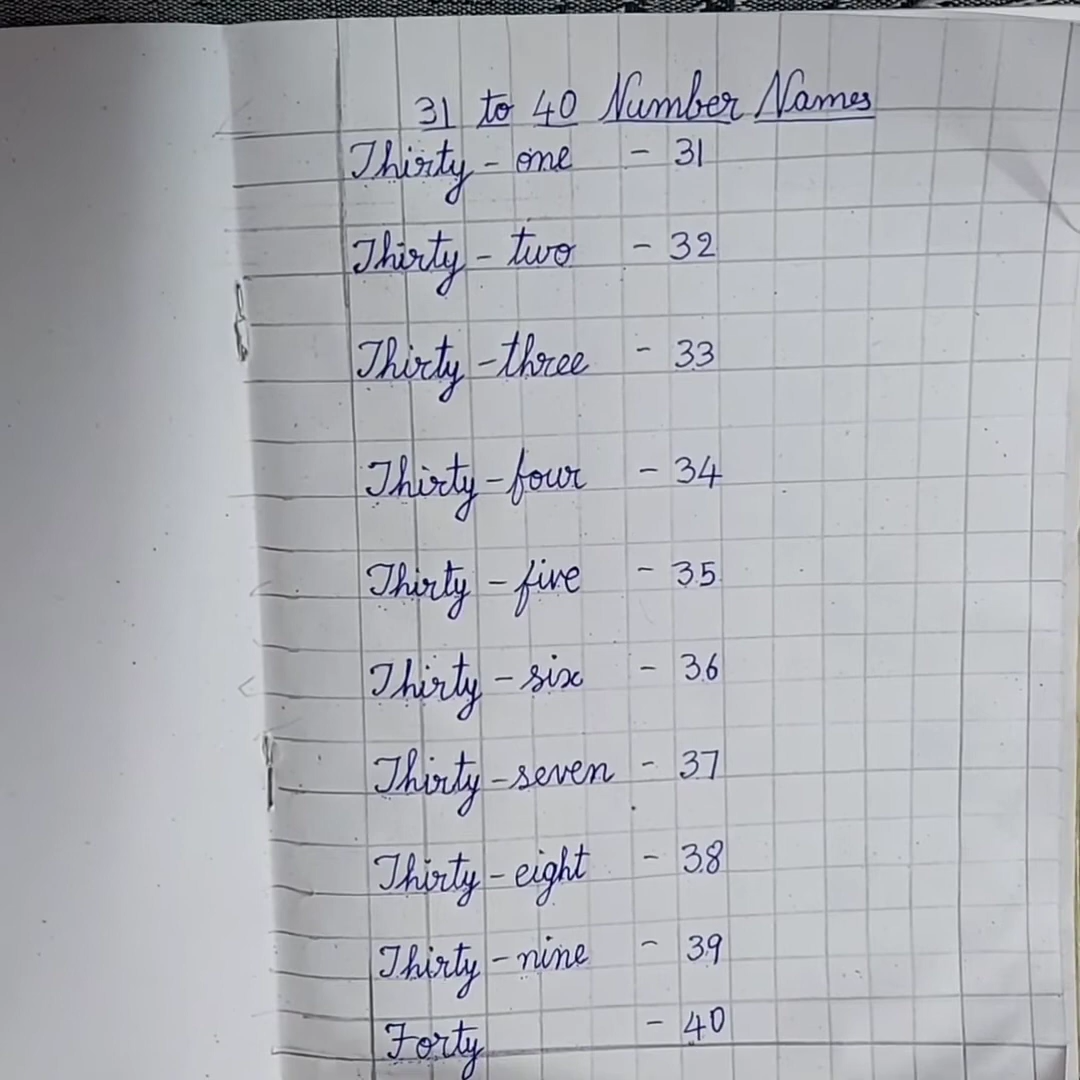 31 to 40 Number Names
Thirty - one - 31
Thirty - two - 32
Thirty - three - 33
Thirty - four - 34
Thirty - five - 35
Thirty - six - 36
Thirty - seven - 37
Thirty - eight - 38
Thirty - nine - 39
Forty - 40